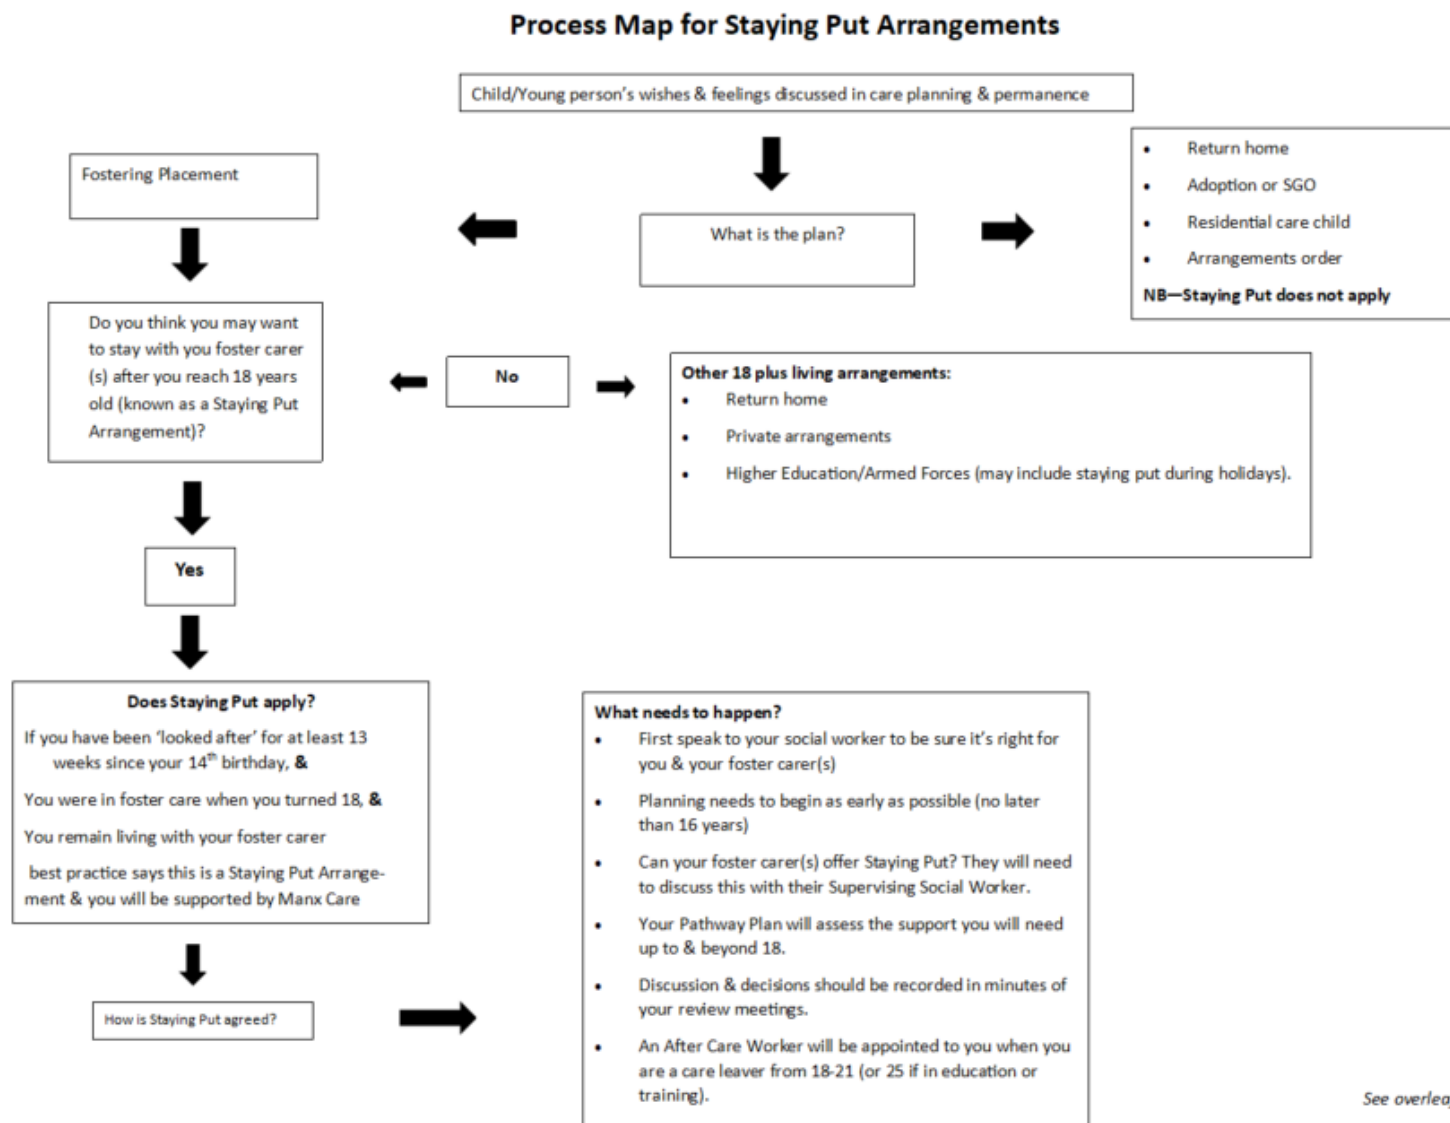 Process Map for Staying Put Arrangements
Child/Young person's wishes & feelings discussed in care planning & permanence
Fostering Placement
What is the plan?
• Return home
• Adoption or SGO
• Residential care child
• Arrangements order
NB—Staying Put does not apply
Do you think you may want
to stay with you foster carer
(s) after you reach 18 years
old (known as a Staying Put
Arrangement)?
No
Other 18 plus living arrangements:
• Return home
• Private arrangements
• Higher Education/Armed Forces (may include staying put during holidays).
Yes
Does Staying Put apply?
If you have been 'looked after' for at least 13
weeks since your 14th birthday, &
You were in foster care when you turned 18, &
You remain living with your foster carer
best practice says this is a Staying Put Arrange-
ment & you will be supported by Manx Care
How is Staying Put agreed?
What needs to happen?
• First speak to your social worker to be sure it's right for
you & your foster carer(s)
• Planning needs to begin as early as possible (no later
than 16 years)
• Can your foster carer(s) offer Staying Put? They will need
to discuss this with their Supervising Social Worker.
• Your Pathway Plan will assess the support you will need
up to & beyond 18.
• Discussion & decisions should be recorded in minutes of
your review meetings.
• An After Care Worker will be appointed to you when you
are a care leaver from 18-21 (or 25 if in education or
training).
See overleaf